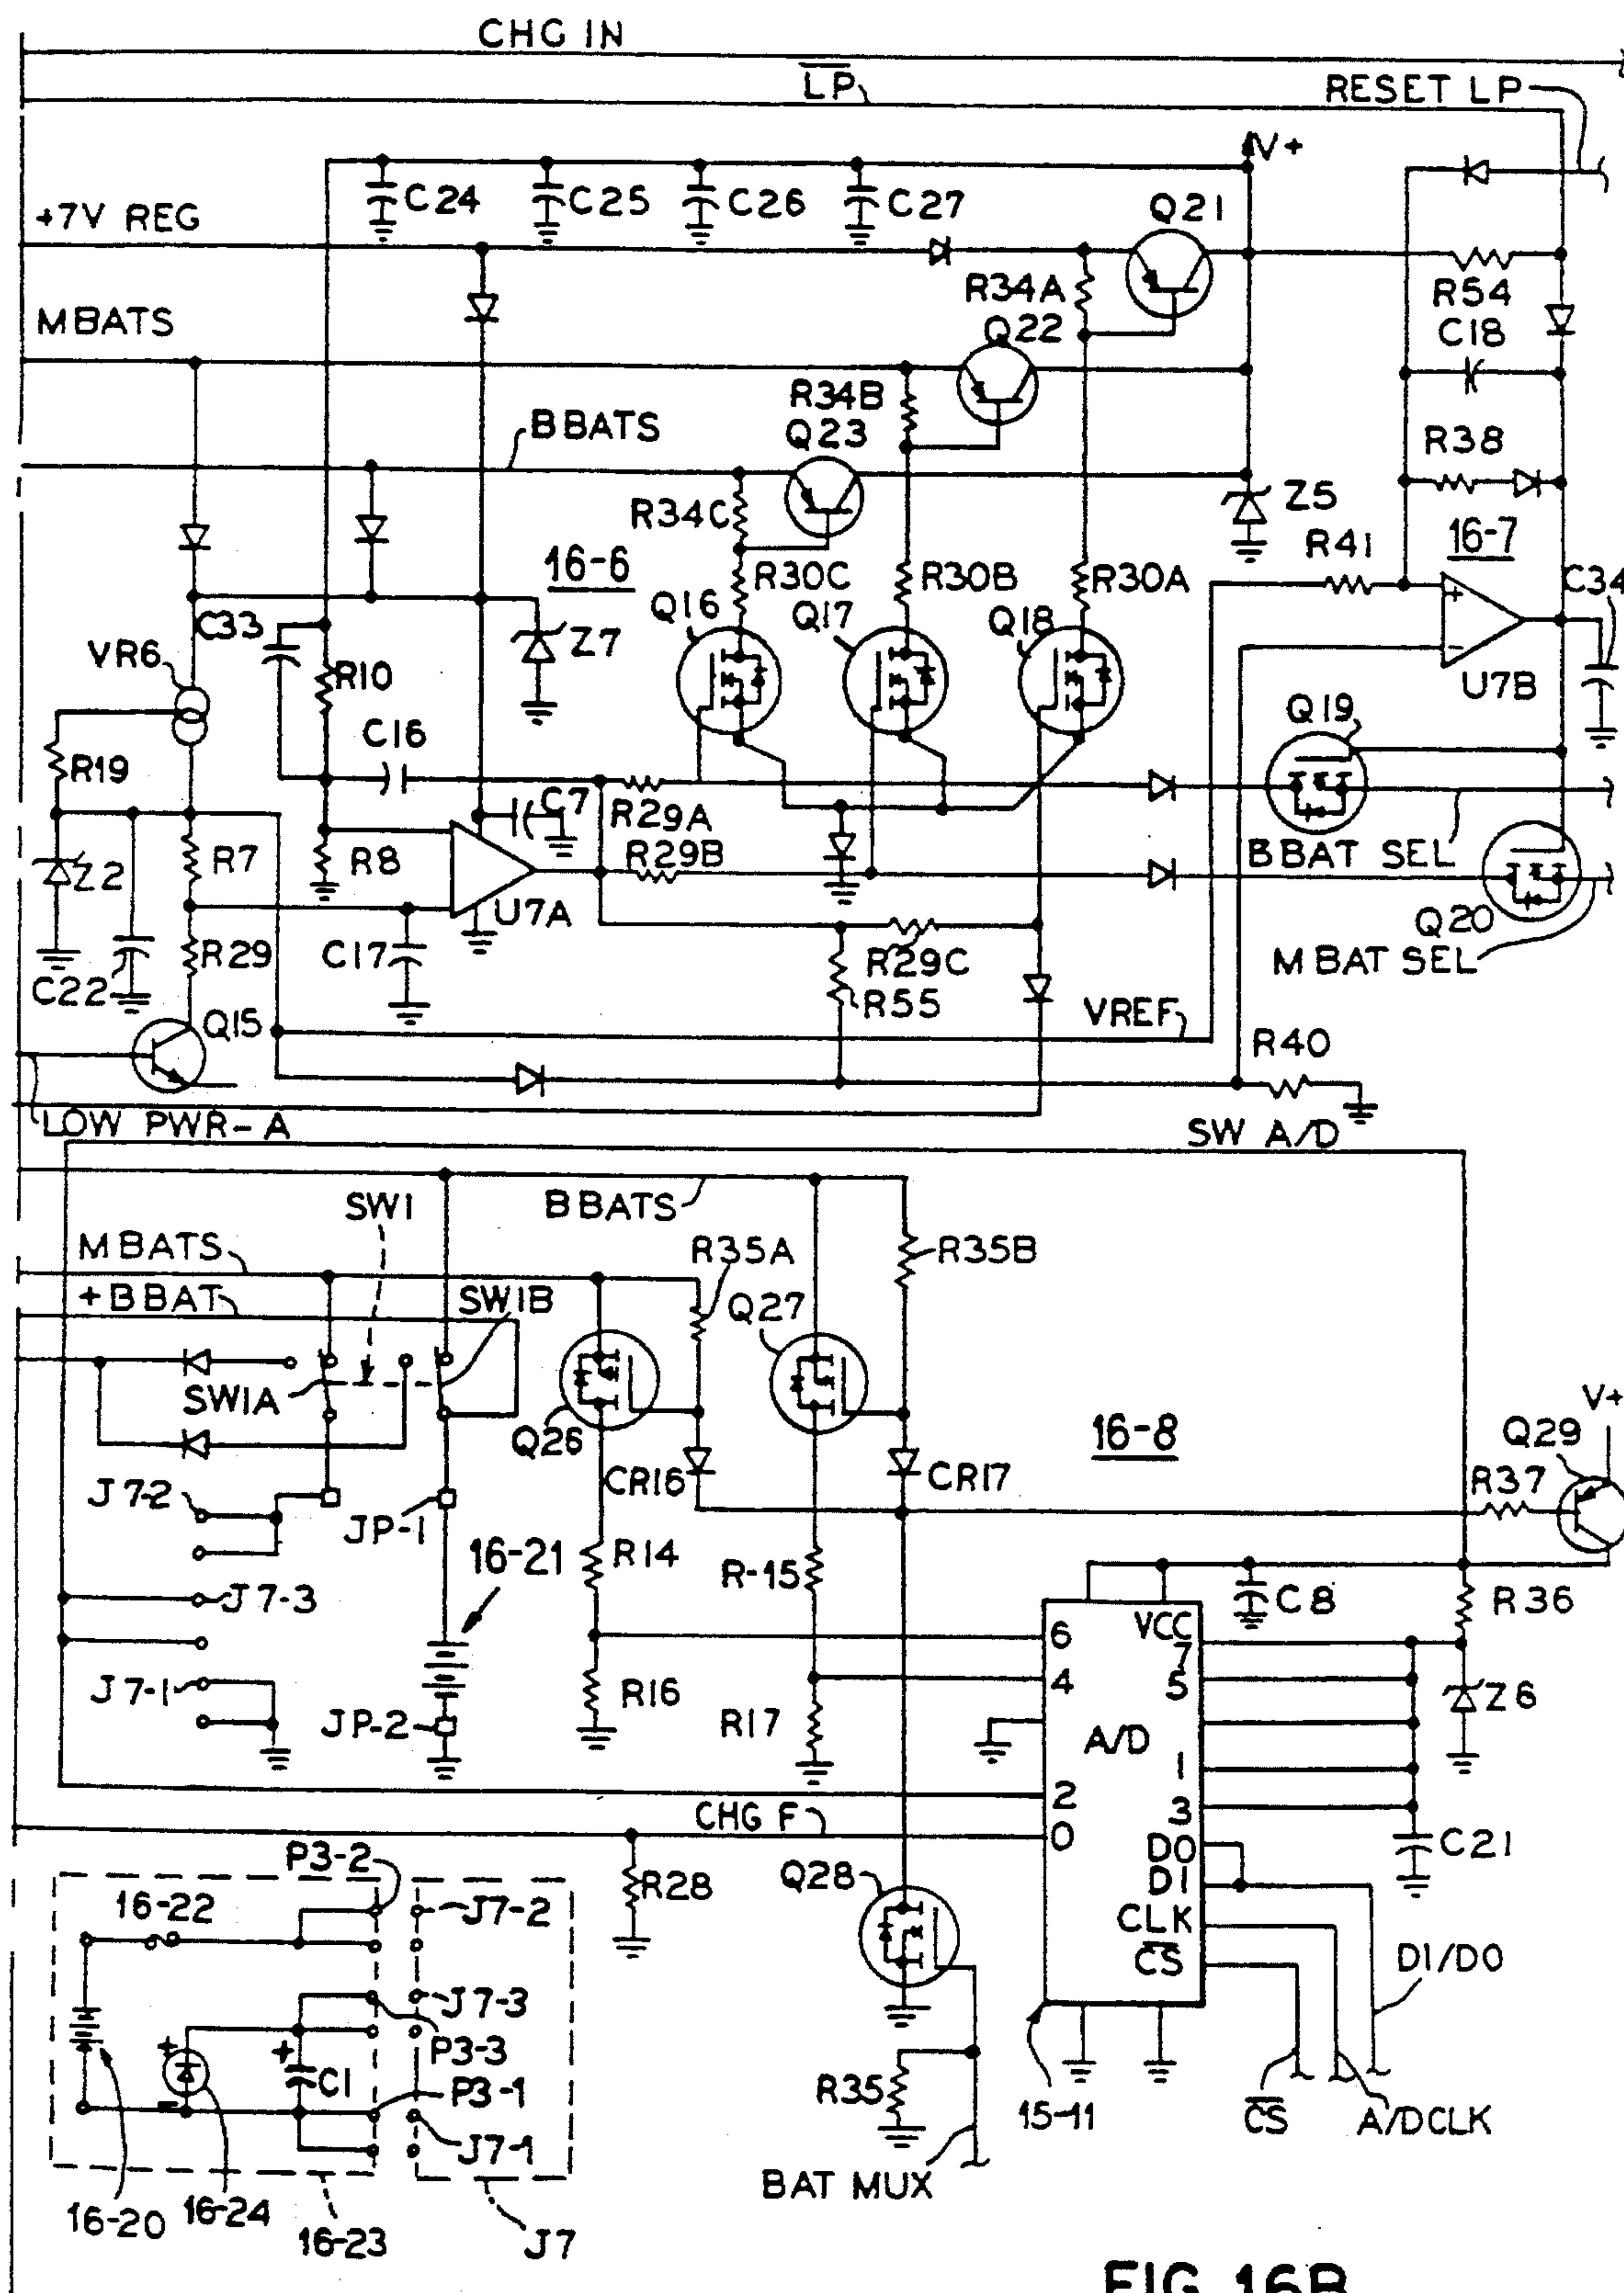 CHG IN
LP
RESET LP
V+
C24
C25
C26
C27
Q21
+7V REG
R34A
R54
Q22
C18
MBATS
R34B
BBATS
Q23
R38
R34C
Z5
16-7
16-6
R41
R30C
R30B
R30A
C34
Q16
Q17
Q18
C33
Z7
VR6
R10
+
-
U7B
Q19
C16
R19
C7
R29A
R8
R29B
BBAT SEL
Z2
R7
U7A
Q20
C17
R29
R29C
MBAT SEL
C22
R55
Q15
VREF
R40
LOW PWR-A
SW A/D
SW1
BBATS
MBATS
R35A
R35B
+BBAT
SW1B
Q27
SW1A
V+
Q26
16-8
Q29
CR16
CR17
R37
J7-2
JP-1
16-21
R14
R-15
J7-3
C8
R36
VCC
6
7
4
5
J7-1
R16
Z6
JP-2
R17
A/D
1
2
3
CHG F
0
P3-2
D0
C21
Q28
D1
16-22
J7-2
R28
CLK
CS
DI/DO
J7-3
+
+
P3-3
C1
P3-1
R35
-
J7-1
15-11
CS
A/DCLK
BAT MUX
16-20
16-24
16-23
J7
FIG. 16B